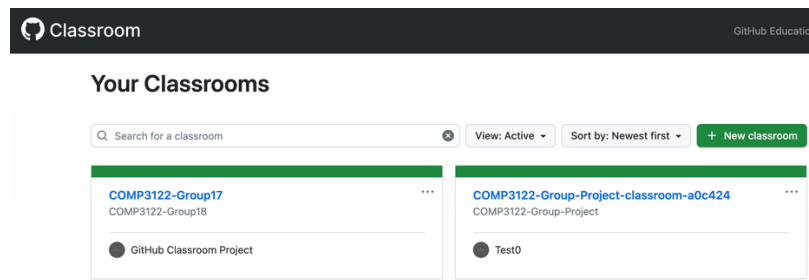 Classroom
GitHub Educatio
Your Classrooms
Search for a classroom
View: Active
Sort by: Newest first
+ New classroom
COMP3122-Group17
...
COMP3122-Group18
GitHub Classroom Project
COMP3122-Group-Project-classroom-a0c424
...
COMP3122-Group-Project
Test0